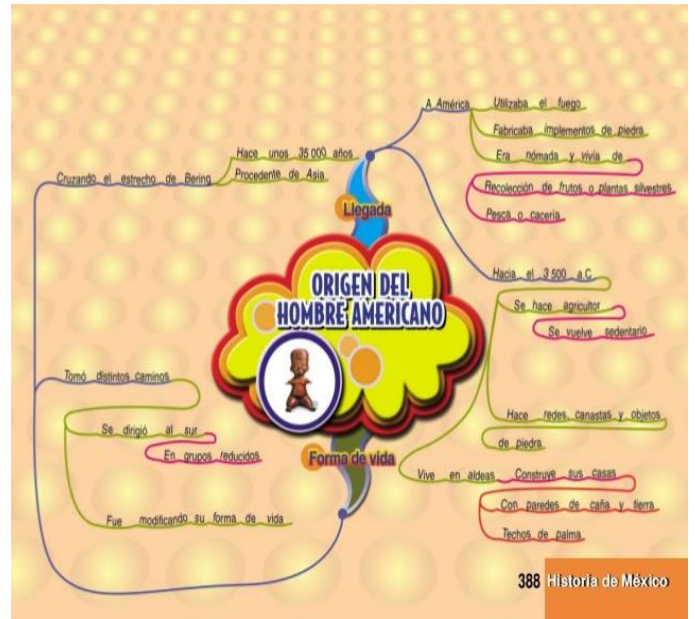 A América
Utilizaba el fuego
Fabricaba implementos de piedra
Era nómada y vivía de
Recolección de frutos o plantas silvestres
Pesca o cacería
Hace unos 35 000 años
Cruzando el estrecho de Bering
Procedente de Asia
Llegada
Hacia el 3 500 a.C
Se hace agricultor
Se vuelve sedentario
ORIGEN DEL
HOMBRE AMERICANO
Tomó distintos caminos
Se dirigió al sur
En grupos reducidos
Fue modificando su forma de vida
Forma de vida
Hace redes, canastas y objetos
de piedra
Vive en aldeas
Construye sus casas
Con paredes de caña y tierra
Techos de palma
388 Historia de México